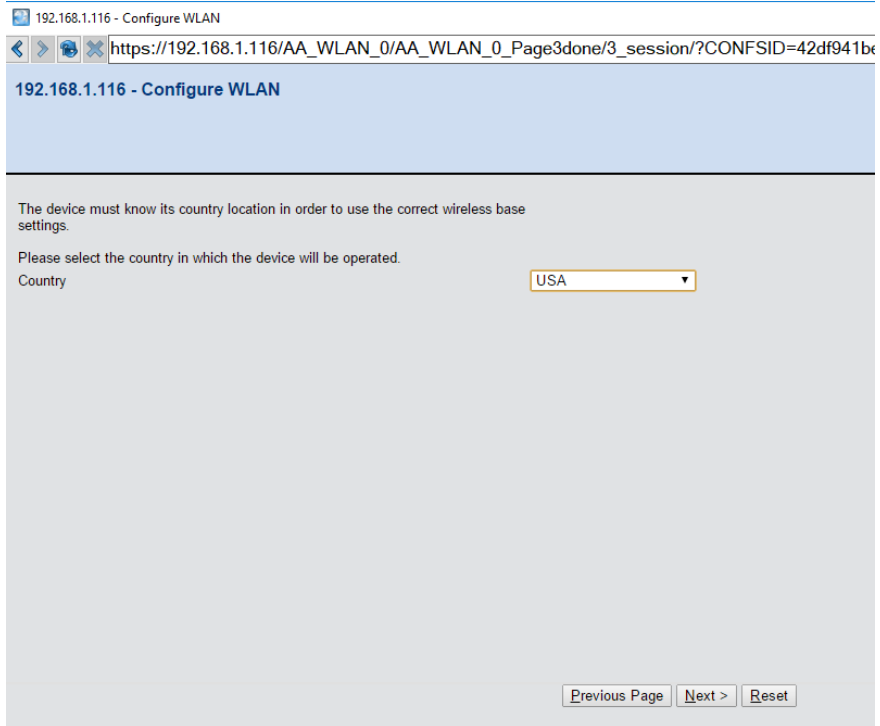 192.168.1.116 - Configure WLAN
https://192.168.1.116/AA_WLAN_0/AA_WLAN_0_Page3done/3_session/?CONFSID=42df941be
192.168.1.116 - Configure WLAN
The device must know its country location in order to use the correct wireless base
settings.
Please select the country in which the device will be operated.
Country USA
Previous Page Next > Reset